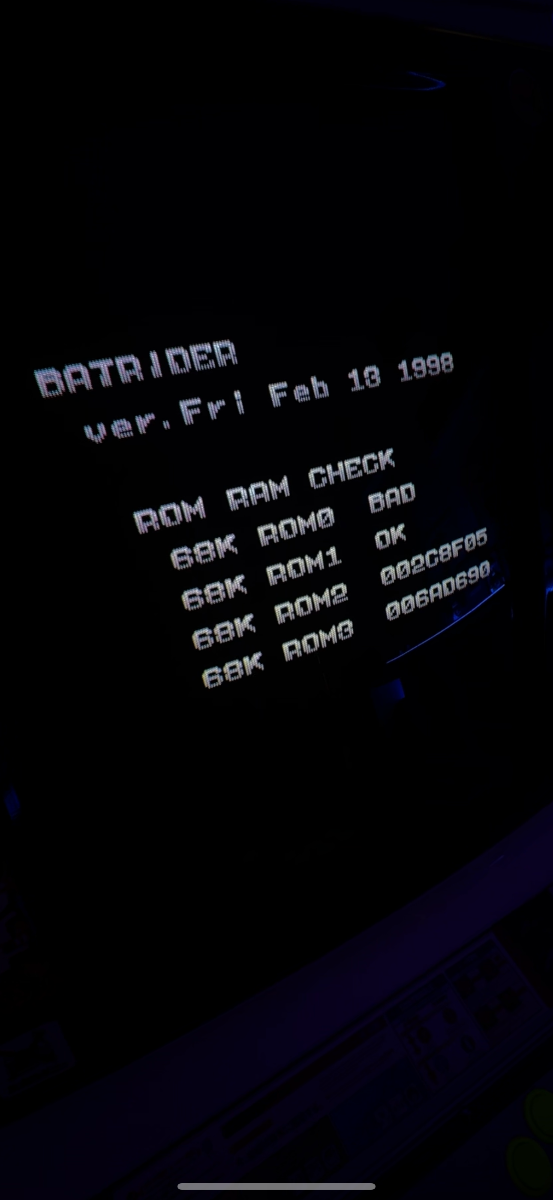 BATRIDER
ver.Fri Feb 13 1998
ROM RAM CHECK
68K ROM0 BAD
68K ROM1 OK
68K ROM2 002C8F05
68K ROM3 006AD690